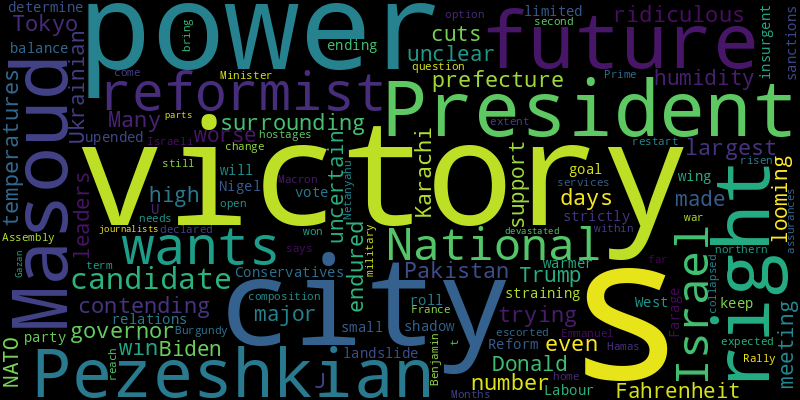 determine
Tokyo
balance
power
bring
ending
option
limited
second
future
ridiculous
insurgent
sanctions
cuts
unclear
question
Minister
Prime
Ukrainian
reformist
prefecture
humidity
temperatures
Masoud
Many
parts
surrounding
worse
Upended
Israeli
hostages
change
President
extent
restart
come
still
victory
largest
risen
wing
leaders
high
U
will
Nigel
Macron
vote
Netanyahu
uncertain
Karachi
support
goal
services
days
strictly
made
looming
needs
open
journalists
declared
won
Assembly
Gazan
wants
says
military
National
devastated
within
war
northern
assurances
right
candidate
term
Conservatives
endured
Pakistan
warmer
Trump
far
collapsed
contending
relations
composition
city
roll
France
straining
West
Farage
Israel
keep
S
major
small
shadow
trying
governor
Burgundy
party
NATO
win
Biden
landslide
t
Reform
escorted
Emmanuel
even
Hamas
expected
Rally
meeting
reach
Pezeshkian
J
Benjamin
Donald
home
number
Labour
Months
Fahrenheit